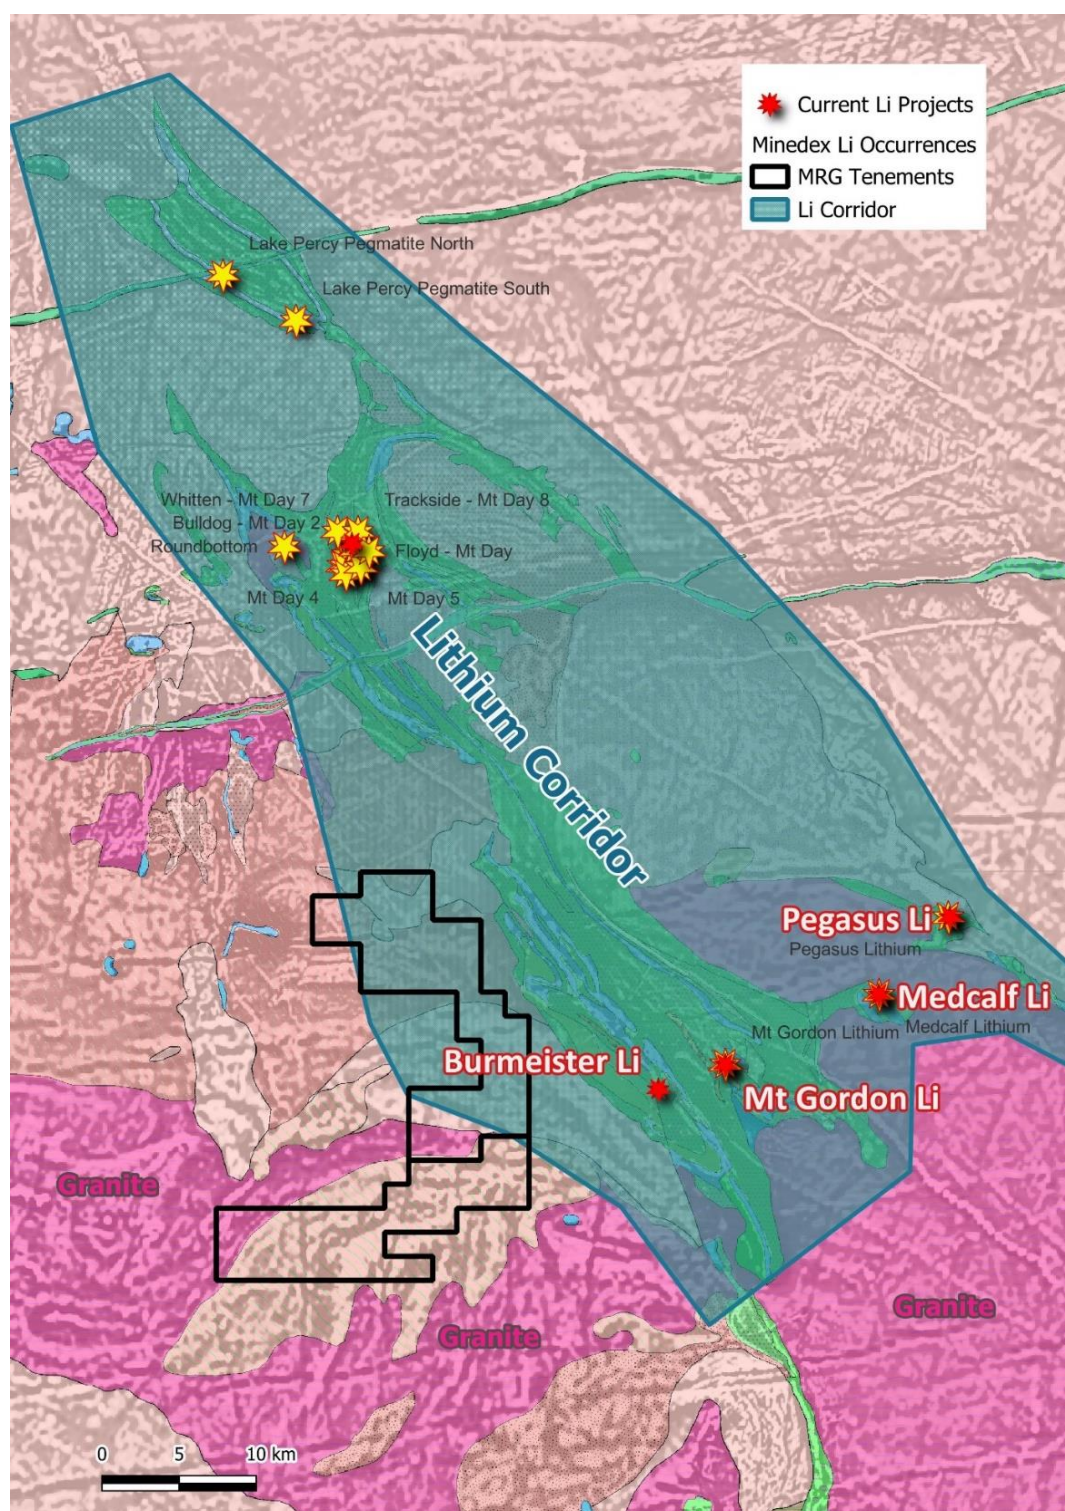 Current Li Projects
Minedex Li Occurrences
MRG Tenements
Li Corridor
Lake Percy Pegmatite North
Lake Percy Pegmatite South
Whitten - Mt Day 7
Trackside - Mt Day 8
Bulldog - Mt Day 2
Roundbottom
Floyd - Mt Day
Mt Day 4
Mt Day 5
Lithium Corridor
Pegasus Li
Pegasus Lithium
Medcalf Li
Mt Gordon Lithium
Medcalf Lithium
Burmeister Li
Mt Gordon Li
Granite
Granite
Granite
0 5 10 km